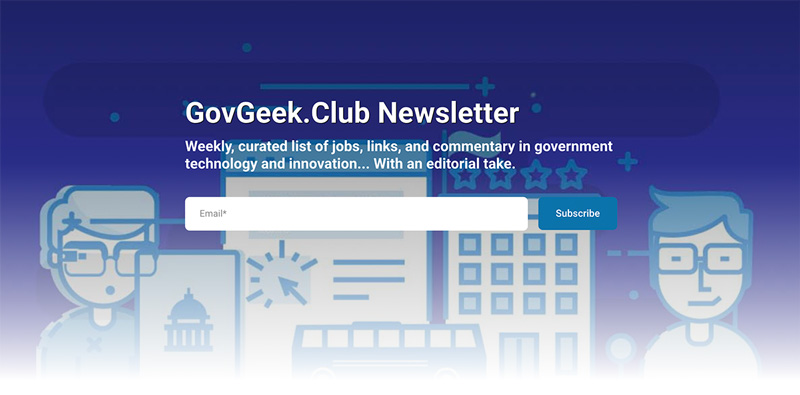 GovGeek.Club Newsletter
Weekly, curated list of jobs, links, and commentary in government
technology and innovation... With an editorial take.
Email*
Subscribe